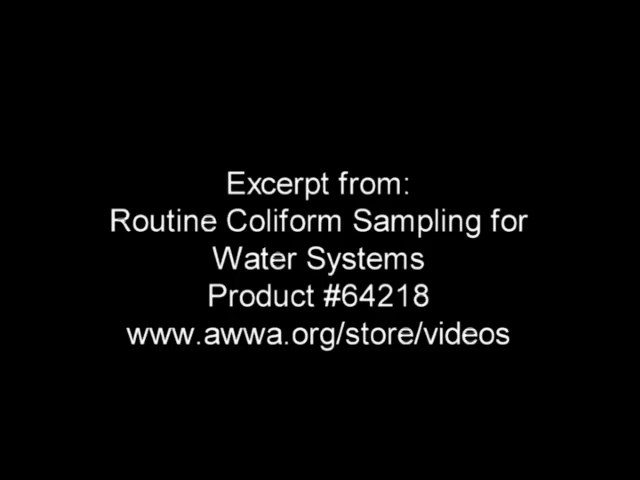 Excerpt from:
Routine Coliform Sampling for
Water Systems
Product #64218
www.awwa.org/store/videos